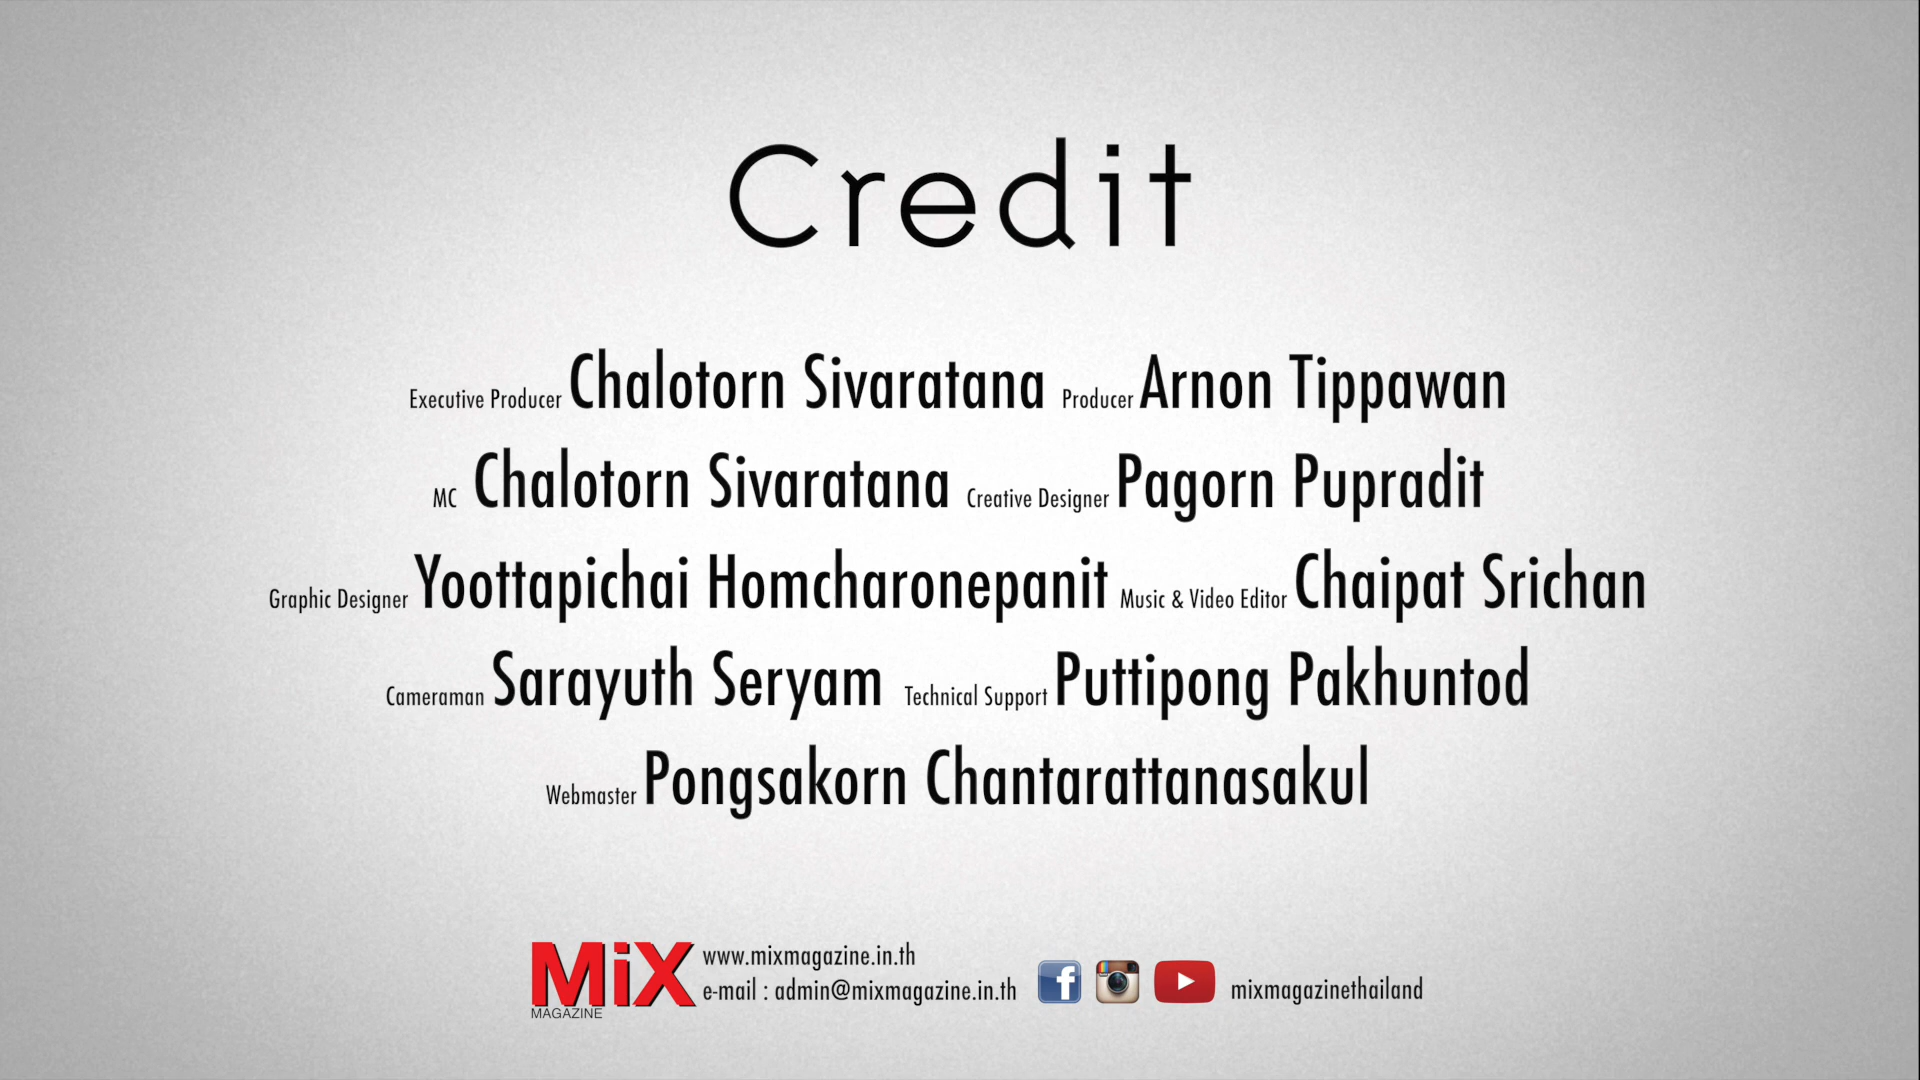 Credit
Executive Producer Chalotorn Sivaratana Producer Arnon Tippawan
MC Chalotorn Sivaratana Creative Designer Pagorn Pupradit
Graphic Designer Yoottapichai Homcharonepanit Music & Video Editor Chaipat Srichan
Cameraman Sarayuth Seryam Technical Support Puttipong Pakhuntod
Webmaster Pongsakorn Chantarattanasakul
MiX
MAGAZINE
www.mixmagazine.in.th
e-mail : admin@mixmagazine.in.th
mixmagazinethailand